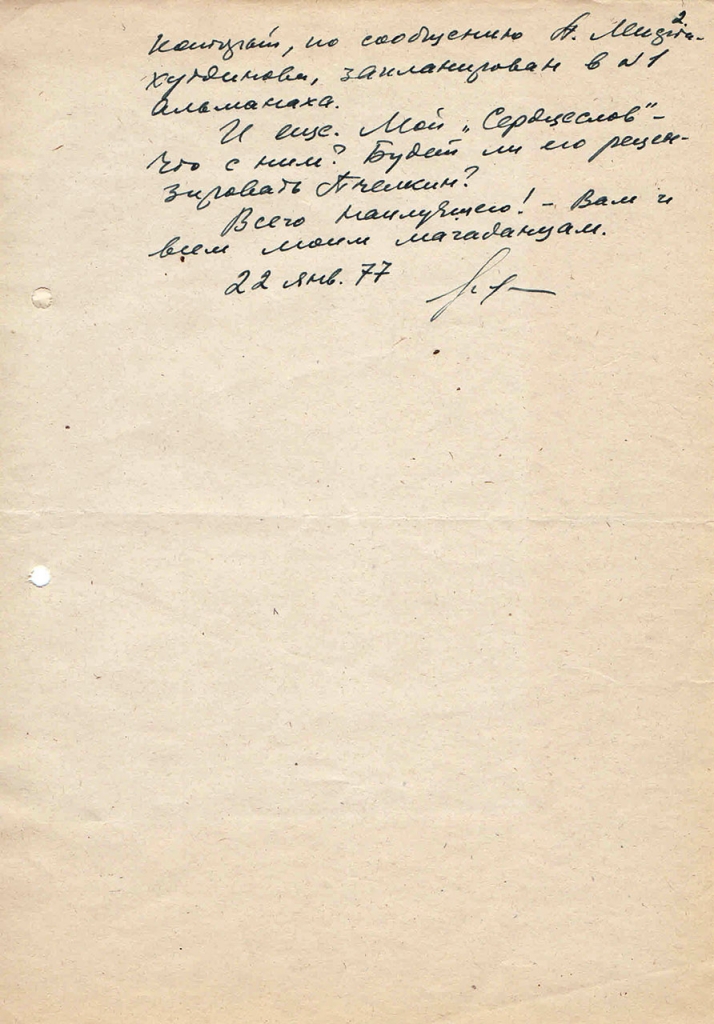 2.
который, по сообщению А. Мифта-
хутдинова, запланирован в №1
альманаха.
И еще. Мой „Сердцеслов" -
что с ним? Будет ли его рецен-
зировать Пчелкин?
Всего наилучшего! - Вам и
всем моим магаданцам.
22 янв. 77